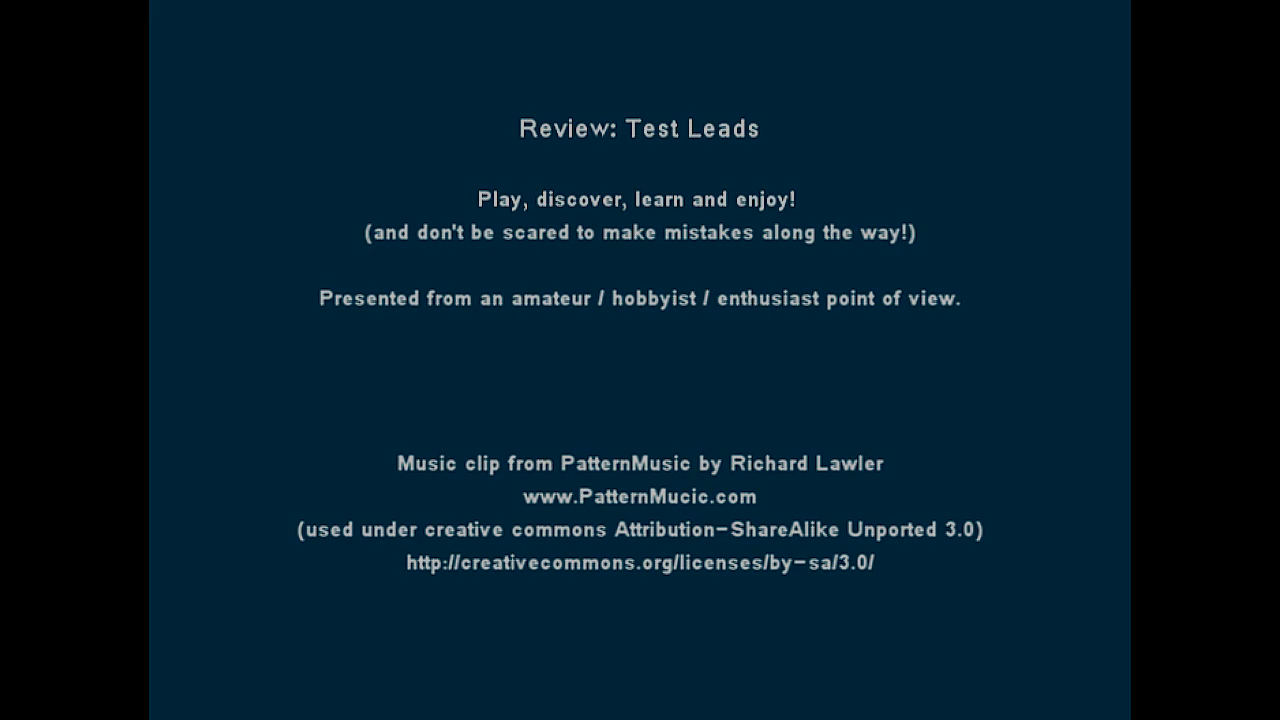 Review: Test Leads
Play, discover, learn and enjoy!
(and don't be scared to make mistakes along the way!)
Presented from an amateur / hobbyist / enthusiast point of view.
Music clip from PatternMusic by Richard Lawler
www.PatternMucic.com
(used under creative commons Attribution-ShareAlike Unported 3.0)
http://creativecommons.org/licenses/by-sa/3.0/